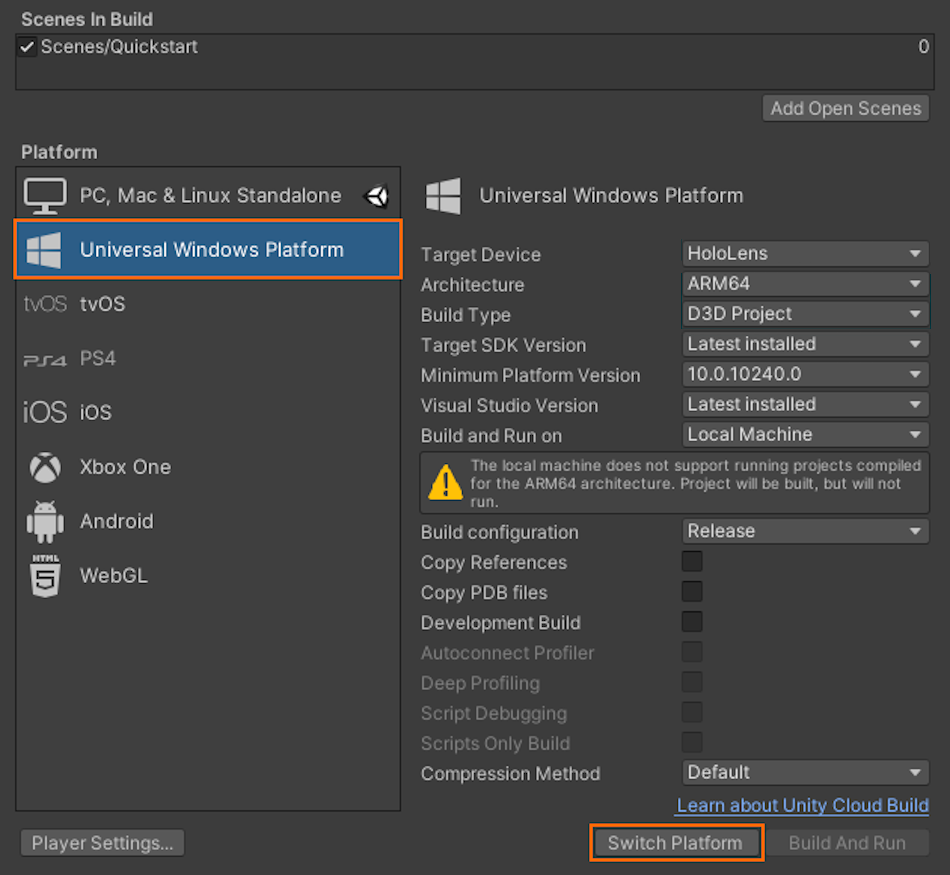 Scenes In Build
Scenes/Quickstart 0
Add Open Scenes
Platform
PC, Mac & Linux Standalone
Universal Windows Platform
tvOS tvOS
PS4 PS4
iOS iOS
Xbox One
Android
HTML 5 WebGL
Universal Windows Platform
Target Device HoloLens
Architecture ARM64
Build Type D3D Project
Target SDK Version Latest installed
Minimum Platform Version 10.0.10240.0
Visual Studio Version Latest installed
Build and Run on Local Machine
The local machine does not support running projects compiled
for the ARM64 architecture. Project will be built, but will not
run.
Build configuration Release
Copy References
Copy PDB files
Development Build
Autoconnect Profiler
Deep Profiling
Script Debugging
Scripts Only Build
Compression Method Default
Learn about Unity Cloud Build
Player Settings... Switch Platform Build And Run